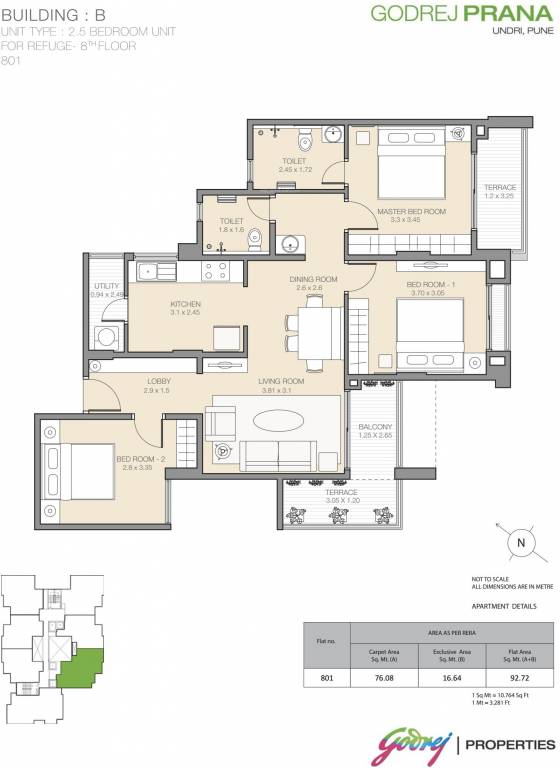 BUILDING : B
UNIT TYPE : 2.5 BEDROOM UNIT
FOR REFUGE- 8TH FLOOR
801
GODREJ PRANA
UNDRI, PUNE
TOILET
2.45 x 1.72
MASTER BED ROOM
3.3 x 3.45
TERRACE
1.2 x 3.25
TOILET
1.8 x 1.6
UTILITY
0.94 x 2.49
KITCHEN
3.1 x 2.45
DINING ROOM
2.6 x 2.6
BED ROOM - 1
3.70 x 3.05
LOBBY
2.9 x 1.5
LIVING ROOM
3.81 x 3.1
BALCONY
1.25 X 2.65
BED ROOM - 2
2.8 x 3.35
TERRACE
3.05 X 1.20
N
NOT TO SCALE
ALL DIMENSIONS ARE IN METRE
APARTMENT DETAILS
Flat no.
AREA AS PER RERA
Carpet Area
Sq. Mt. (A)
Exclusive Area
Sq. Mt. (B)
Flat Area
Sq. Mt. (A+B)
801 76.08 16.64 92.72
1 Sq Mt = 10.764 Sq Ft
1 Mt = 3.281 Ft
Godrej | PROPERTIES